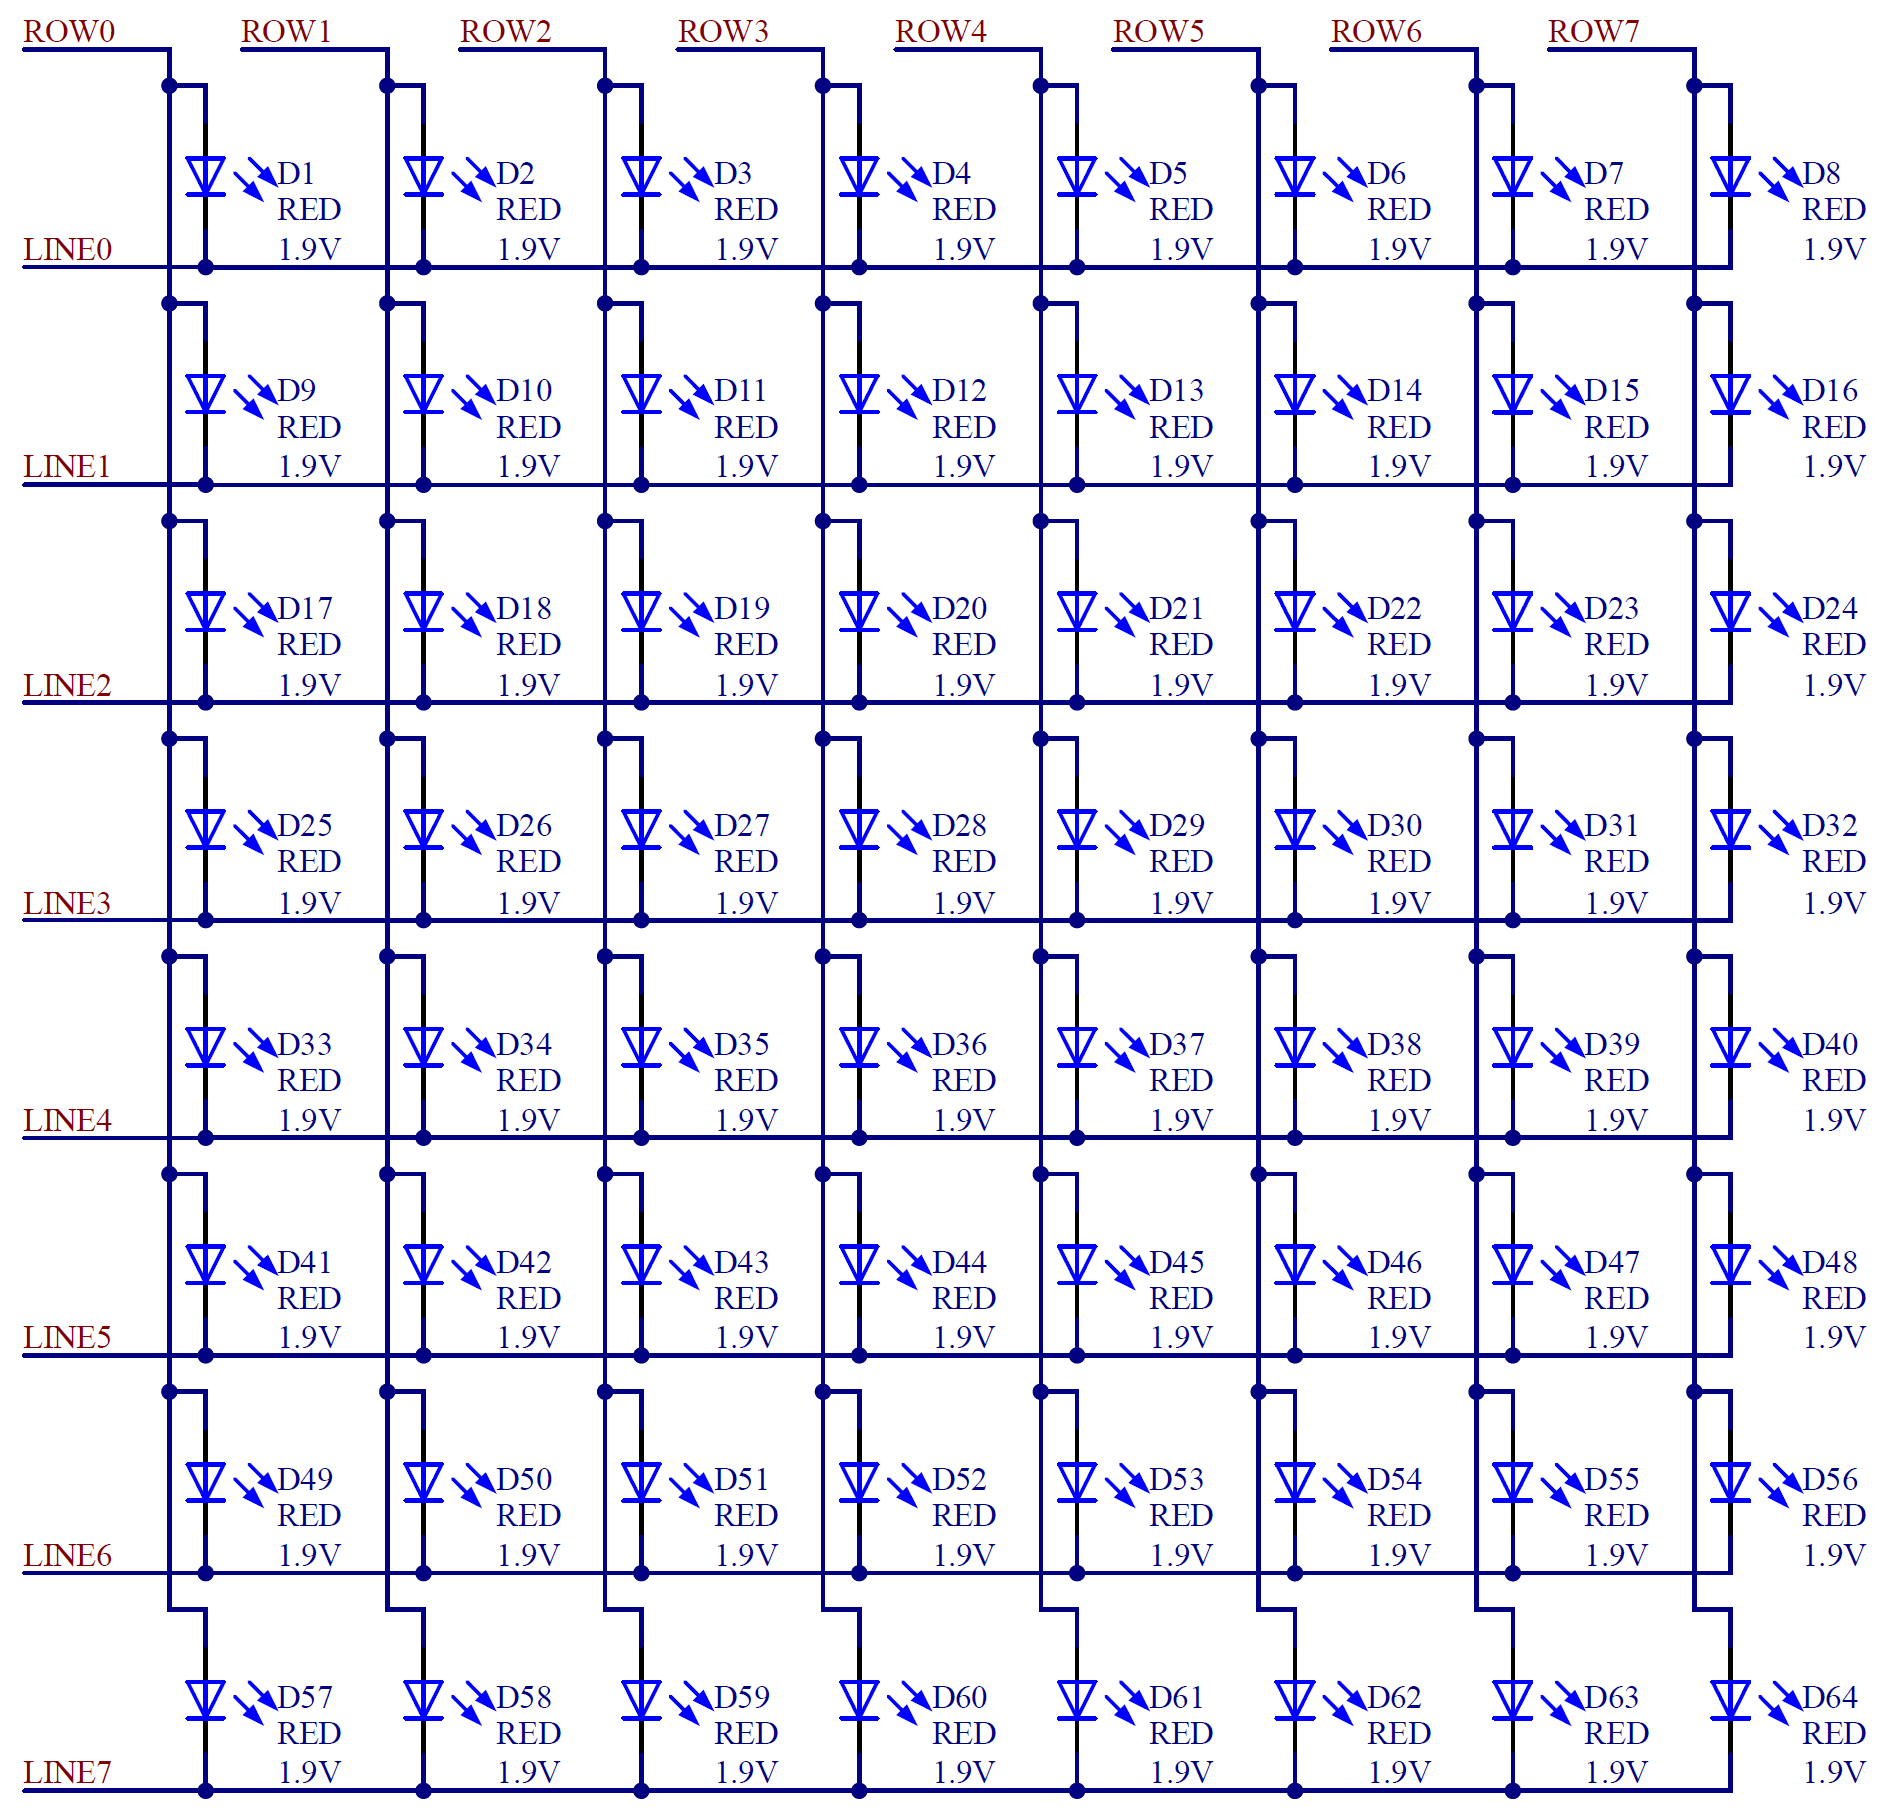 ROW0 ROW1 ROW2 ROW3 ROW4 ROW5 ROW6 ROW7
D1 D2 D3 D4 D5 D6 D7 D8
RED RED RED RED RED RED RED RED
LINE0 1.9V 1.9V 1.9V 1.9V 1.9V 1.9V 1.9V 1.9V
D9 D10 D11 D12 D13 D14 D15 D16
RED RED RED RED RED RED RED RED
LINE1 1.9V 1.9V 1.9V 1.9V 1.9V 1.9V 1.9V 1.9V
D17 D18 D19 D20 D21 D22 D23 D24
RED RED RED RED RED RED RED RED
LINE2 1.9V 1.9V 1.9V 1.9V 1.9V 1.9V 1.9V 1.9V
D25 D26 D27 D28 D29 D30 D31 D32
RED RED RED RED RED RED RED RED
LINE3 1.9V 1.9V 1.9V 1.9V 1.9V 1.9V 1.9V 1.9V
D33 D34 D35 D36 D37 D38 D39 D40
RED RED RED RED RED RED RED RED
LINE4 1.9V 1.9V 1.9V 1.9V 1.9V 1.9V 1.9V 1.9V
D41 D42 D43 D44 D45 D46 D47 D48
RED RED RED RED RED RED RED RED
LINE5 1.9V 1.9V 1.9V 1.9V 1.9V 1.9V 1.9V 1.9V
D49 D50 D51 D52 D53 D54 D55 D56
RED RED RED RED RED RED RED RED
LINE6 1.9V 1.9V 1.9V 1.9V 1.9V 1.9V 1.9V 1.9V
D57 D58 D59 D60 D61 D62 D63 D64
RED RED RED RED RED RED RED RED
LINE7 1.9V 1.9V 1.9V 1.9V 1.9V 1.9V 1.9V 1.9V